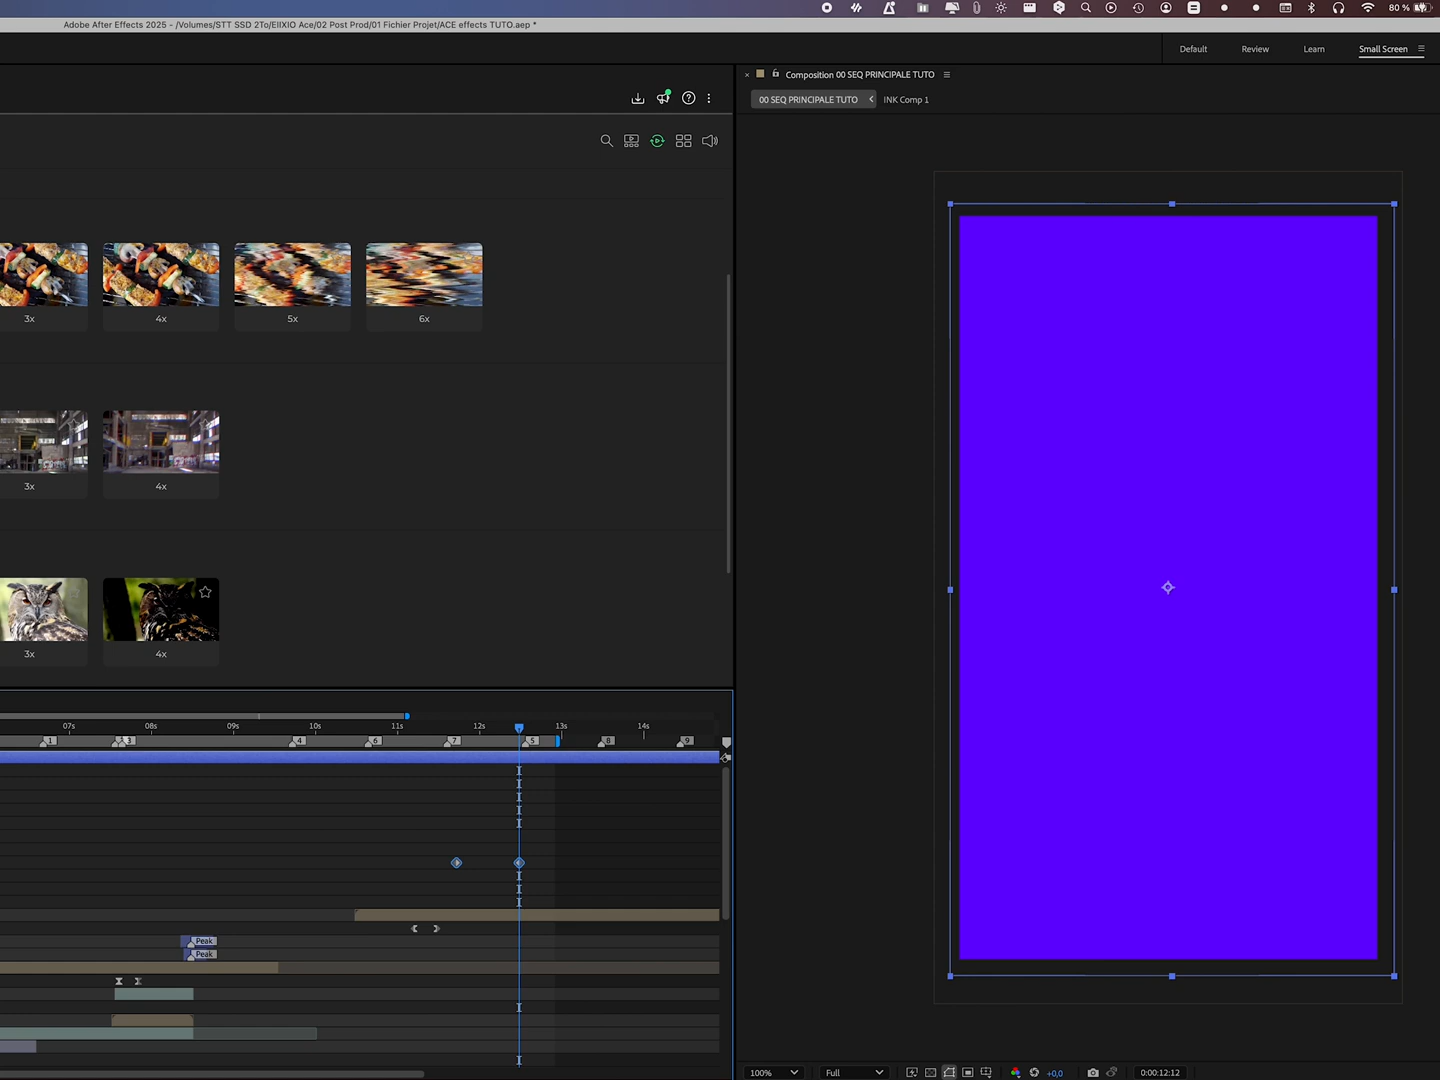 80 %
Adobe After Effects 2025 - /Volumes/STT SSD 2To/EIIXIO Ace/02 Post Prod/01 Fichier Projet/ACE effects TUTO.aep *
Default Review Learn Small Screen
Composition 00 SEQ PRINCIPALE TUTO
00 SEQ PRINCIPALE TUTO INK Comp 1
3x 4x 5x 6x
3x 4x
3x 4x
07s 08s 09s 10s 11s 12s 13s 14s
1 3 4 6 7 5 8 9
Peak
Peak
100% Full +0,0 0:00:12:12